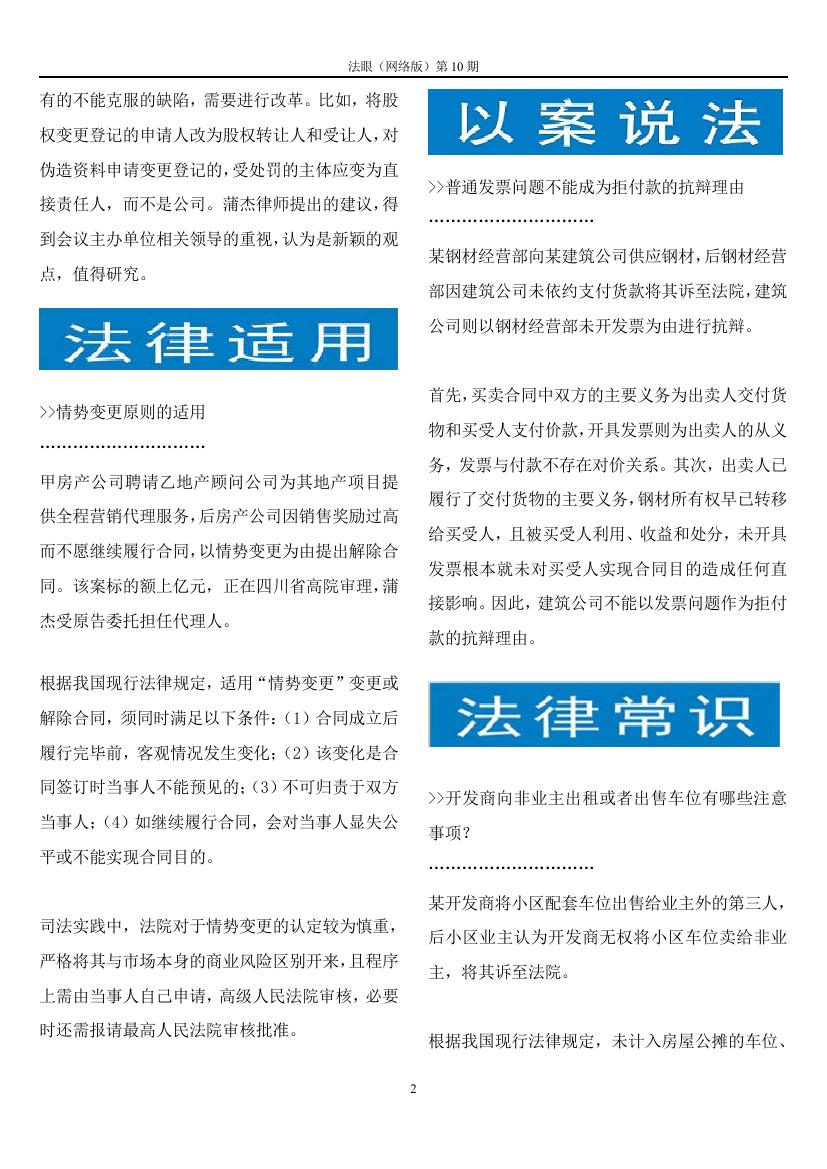 法眼（网络版）第 10 期
有的不能克服的缺陷，需要进行改革。比如，将股
权变更登记的申请人改为股权转让人和受让人，对
伪造资料申请变更登记的，受处罚的主体应变为直
接责任人，而不是公司。蒲杰律师提出的建议，得
到会议主办单位相关领导的重视，认为是新颖的观
点，值得研究。
法律适用
>>情势变更原则的适用
…………………………
甲房产公司聘请乙地产顾问公司为其地产项目提
供全程营销代理服务，后房产公司因销售奖励过高
而不愿继续履行合同，以情势变更为由提出解除合
同。该案标的额上亿元，正在四川省高院审理，蒲
杰受原告委托担任代理人。
根据我国现行法律规定，适用“情势变更”变更或
解除合同，须同时满足以下条件：（1）合同成立后
履行完毕前，客观情况发生变化；（2）该变化是合
同签订时当事人不能预见的；（3）不可归责于双方
当事人；（4）如继续履行合同，会对当事人显失公
平或不能实现合同目的。
司法实践中，法院对于情势变更的认定较为慎重，
严格将其与市场本身的商业风险区别开来，且程序
上需由当事人自己申请，高级人民法院审核，必要
时还需报请最高人民法院审核批准。
以案说法
>>普通发票问题不能成为拒付款的抗辩理由
…………………………
某钢材经营部向某建筑公司供应钢材，后钢材经营
部因建筑公司未依约支付货款将其诉至法院，建筑
公司则以钢材经营部未开发票为由进行抗辩。
首先，买卖合同中双方的主要义务为出卖人交付货
物和买受人支付价款，开具发票则为出卖人的从义
务，发票与付款不存在对价关系。其次，出卖人已
履行了交付货物的主要义务，钢材所有权早已转移
给买受人，且被买受人利用、收益和处分，未开具
发票根本就未对买受人实现合同目的造成任何直
接影响。因此，建筑公司不能以发票问题作为拒付
款的抗辩理由。
法律常识
>>开发商向非业主出租或者出售车位有哪些注意
事项？
…………………………
某开发商将小区配套车位出售给业主外的第三人，
后小区业主认为开发商无权将小区车位卖给非业
主，将其诉至法院。
根据我国现行法律规定，未计入房屋公摊的车位、
2